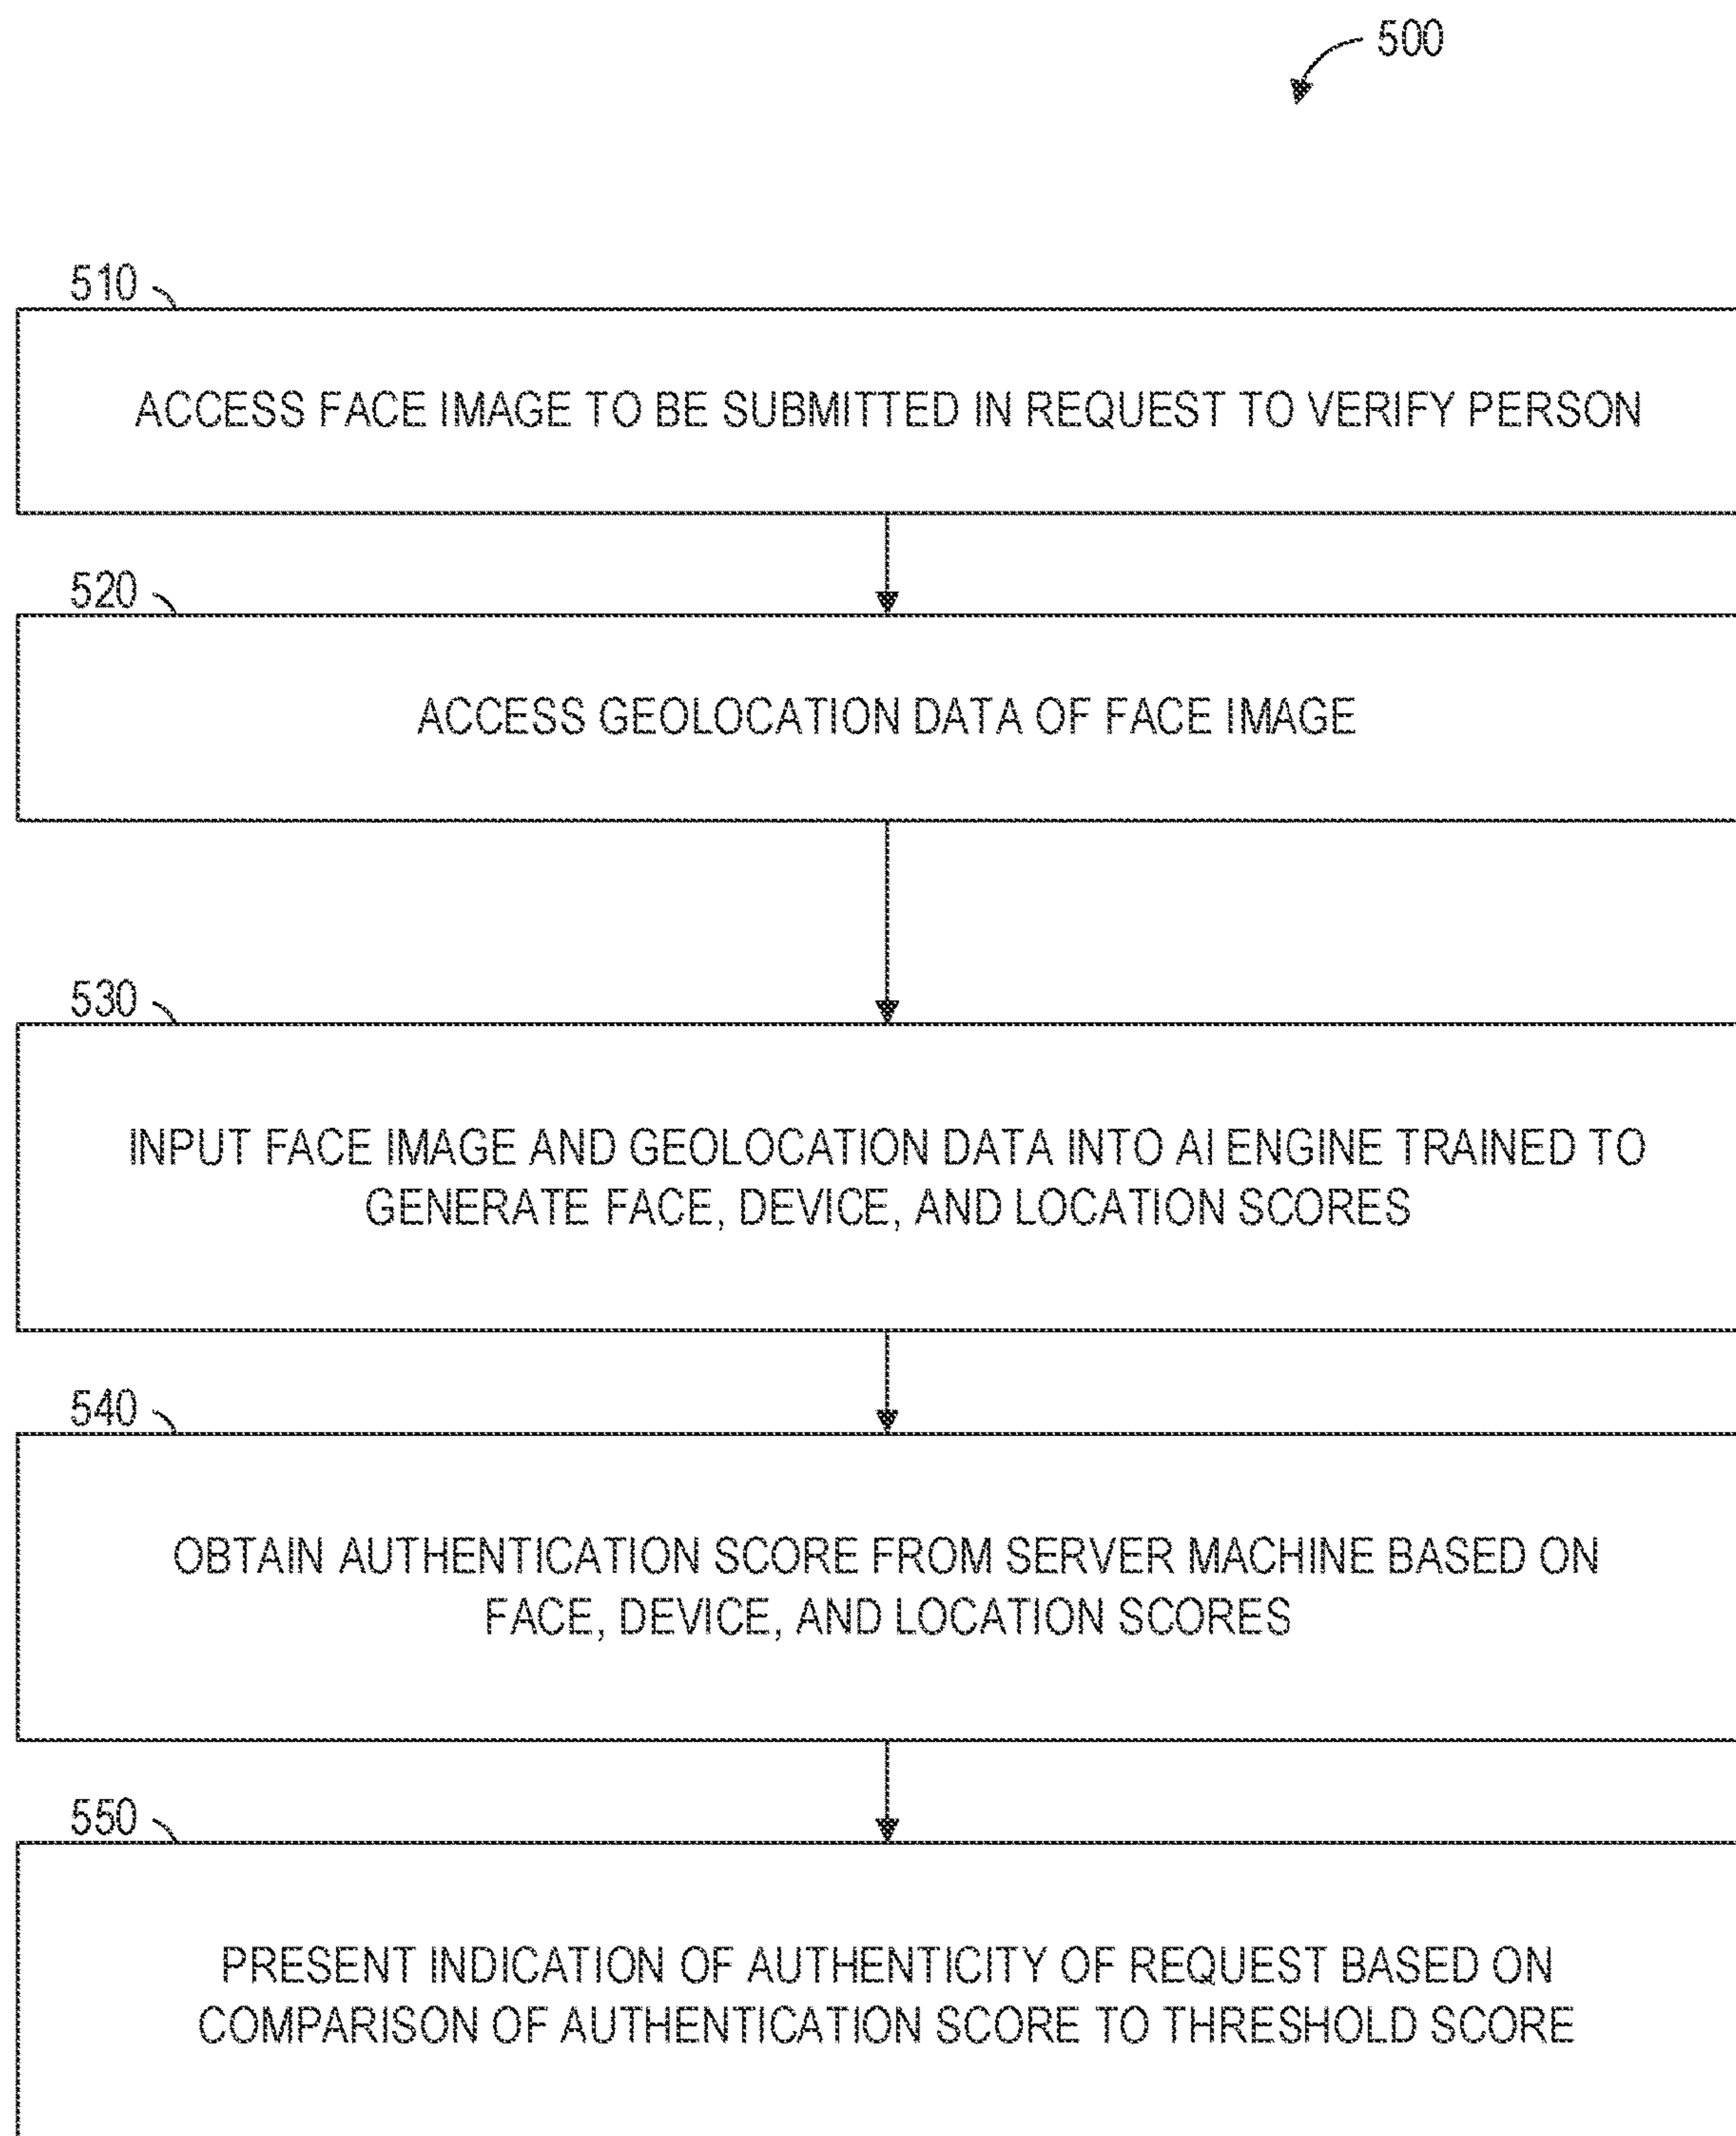 500
510
ACCESS FACE IMAGE TO BE SUBMITTED IN REQUEST TO VERIFY PERSON
520
ACCESS GEOLOCATION DATA OF FACE IMAGE
530
INPUT FACE IMAGE AND GEOLOCATION DATA INTO AI ENGINE TRAINED TO
GENERATE FACE, DEVICE, AND LOCATION SCORES
540
OBTAIN AUTHENTICATION SCORE FROM SERVER MACHINE BASED ON
FACE, DEVICE, AND LOCATION SCORES
550
PRESENT INDICATION OF AUTHENTICITY OF REQUEST BASED ON
COMPARISON OF AUTHENTICATION SCORE TO THRESHOLD SCORE